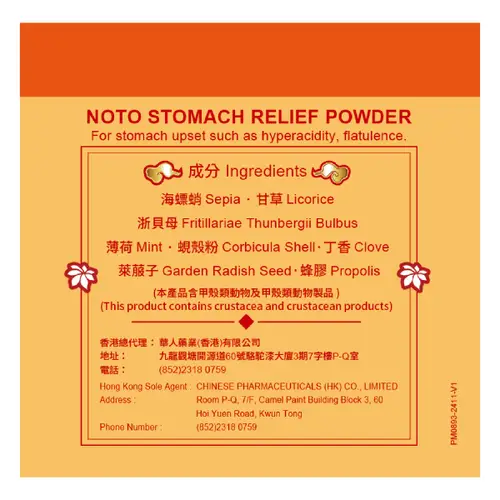 NOTO STOMACH RELIEF POWDER
For stomach upset such as hyperacidity, flatulence.
成分 Ingredients
海螵蛸 Sepia · 甘草 Licorice
浙貝母 Fritillariae Thunbergii Bulbus
薄荷 Mint · 蜆殼粉 Corbicula Shell · 丁香 Clove
萊菔子 Garden Radish Seed · 蜂膠 Propolis
(本產品含甲殼類動物及甲殼類動物製品)
(This product contains crustacea and crustacean products)
香港總代理： 華人藥業(香港)有限公司
地址： 九龍觀塘開源道60號駱駝漆大廈3期7字樓P-Q室
電話： (852)2318 0759
Hong Kong Sole Agent : CHINESE PHARMACEUTICALS (HK) CO., LIMITED
Address : Room P-Q, 7/F, Camel Paint Building Block 3, 60
Hoi Yuen Road, Kwun Tong
Phone Number : (852)2318 0759
PM0893-2411-V1